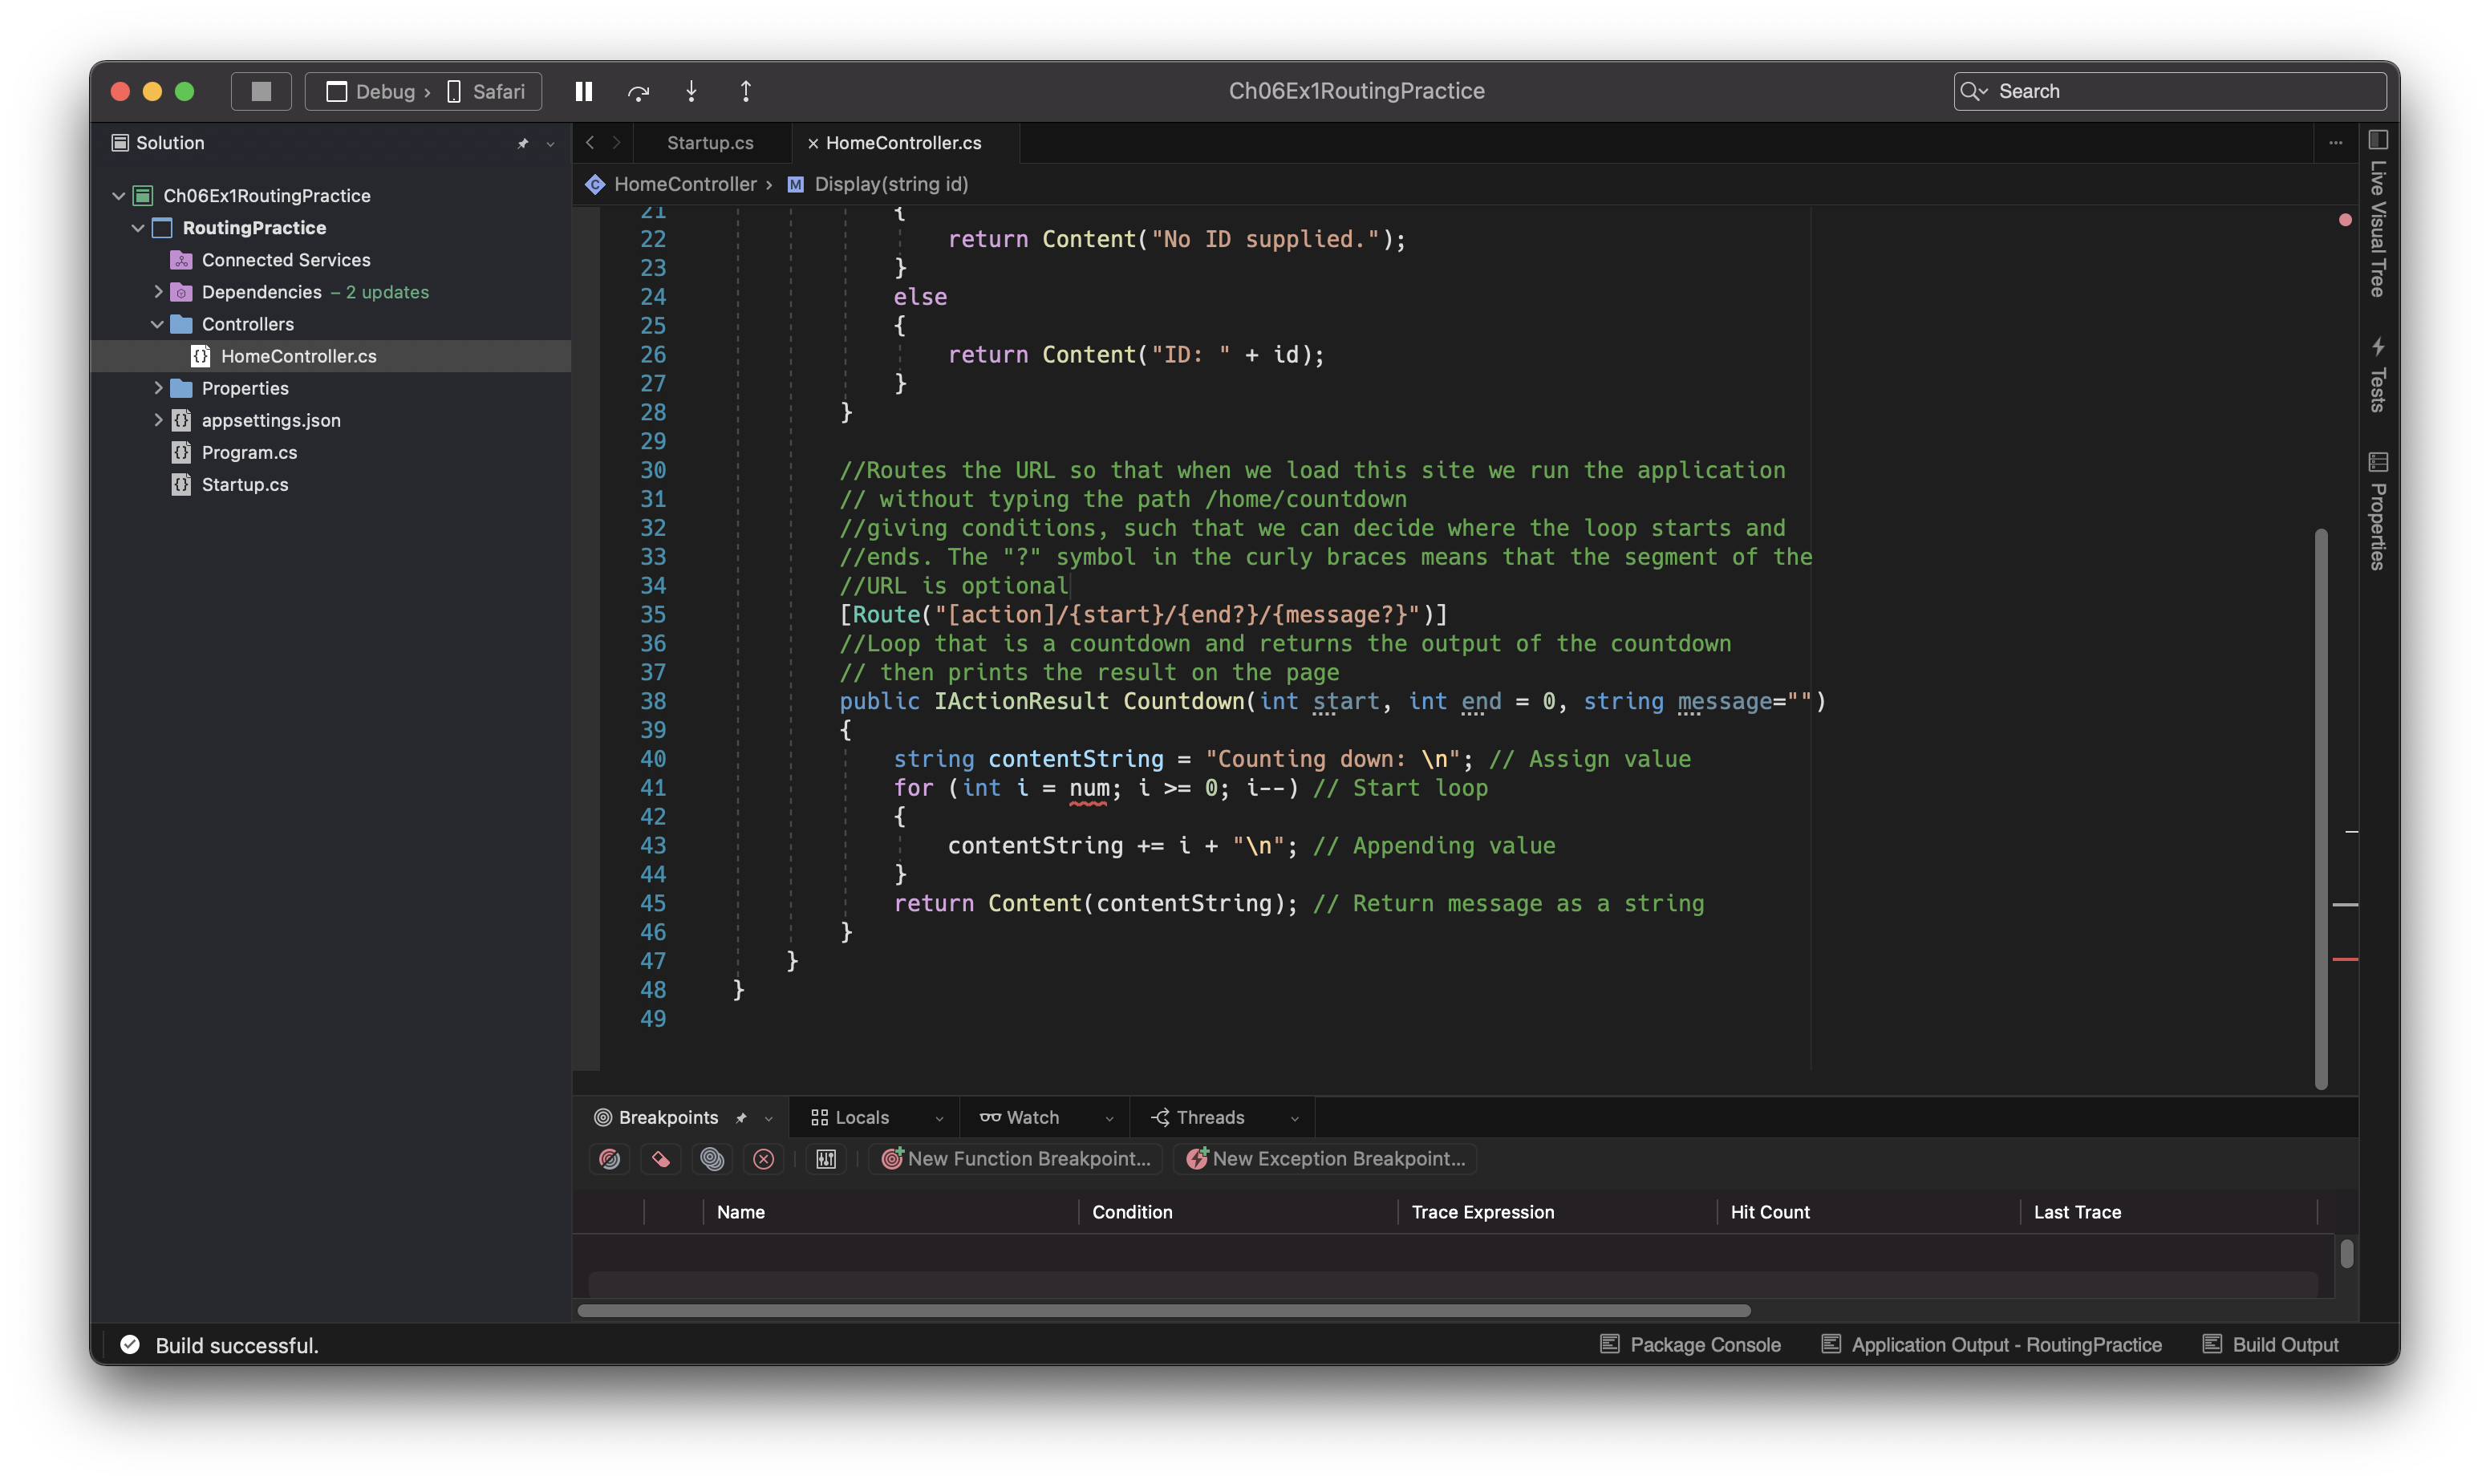 Debug › Safari
Ch06Ex1RoutingPractice
Search
Solution
Ch06Ex1RoutingPractice
RoutingPractice
Connected Services
Dependencies – 2 updates
Controllers
HomeController.cs
Properties
appsettings.json
Program.cs
Startup.cs
Startup.cs
HomeController.cs
HomeController › M Display(string id)
21 {
22 return Content("No ID supplied.");
23 }
24 else
25 {
26 return Content("ID: " + id);
27 }
28 }
29
30 //Routes the URL so that when we load this site we run the application
31 // without typing the path /home/countdown
32 //giving conditions, such that we can decide where the loop starts and
33 //ends. The "?" symbol in the curly braces means that the segment of the
34 //URL is optional
35 [Route("[action]/{start}/{end?}/{message?}")]
36 //Loop that is a countdown and returns the output of the countdown
37 // then prints the result on the page
38 public IActionResult Countdown(int start, int end = 0, string message="")
39 {
40 string contentString = "Counting down: \n"; // Assign value
41 for (int i = num; i >= 0; i--) // Start loop
42 {
43 contentString += i + "\n"; // Appending value
44 }
45 return Content(contentString); // Return message as a string
46 }
47 }
48 }
49
Live Visual Tree
Tests
Properties
Breakpoints
Locals
Watch
Threads
New Function Breakpoint...
New Exception Breakpoint...
Name
Condition
Trace Expression
Hit Count
Last Trace
Build successful.
Package Console
Application Output - RoutingPractice
Build Output